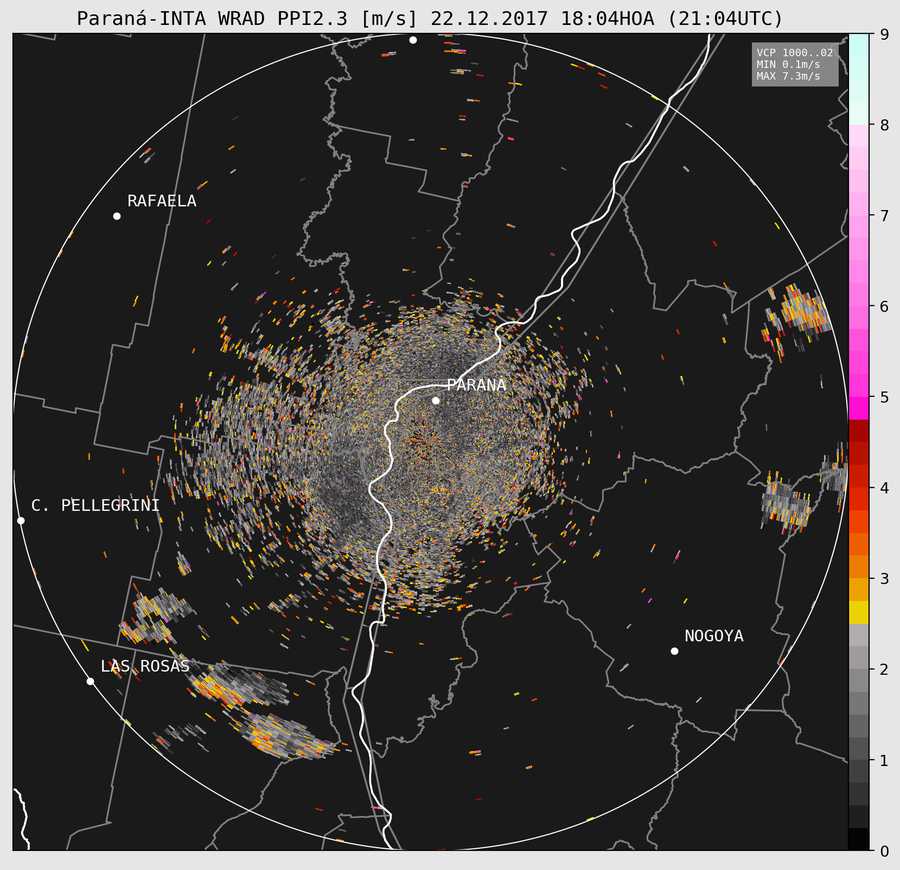 Paraná-INTA WRAD PPI2.3 [m/s] 22.12.2017 18:04HOA (21:04UTC)
VCP 1000..02
MIN 0.1m/s
MAX 7.3m/s
RAFAELA
PARANA
C. PELLEGRINI
NOGOYA
LAS ROSAS
9
8
7
6
5
4
3
2
1
0